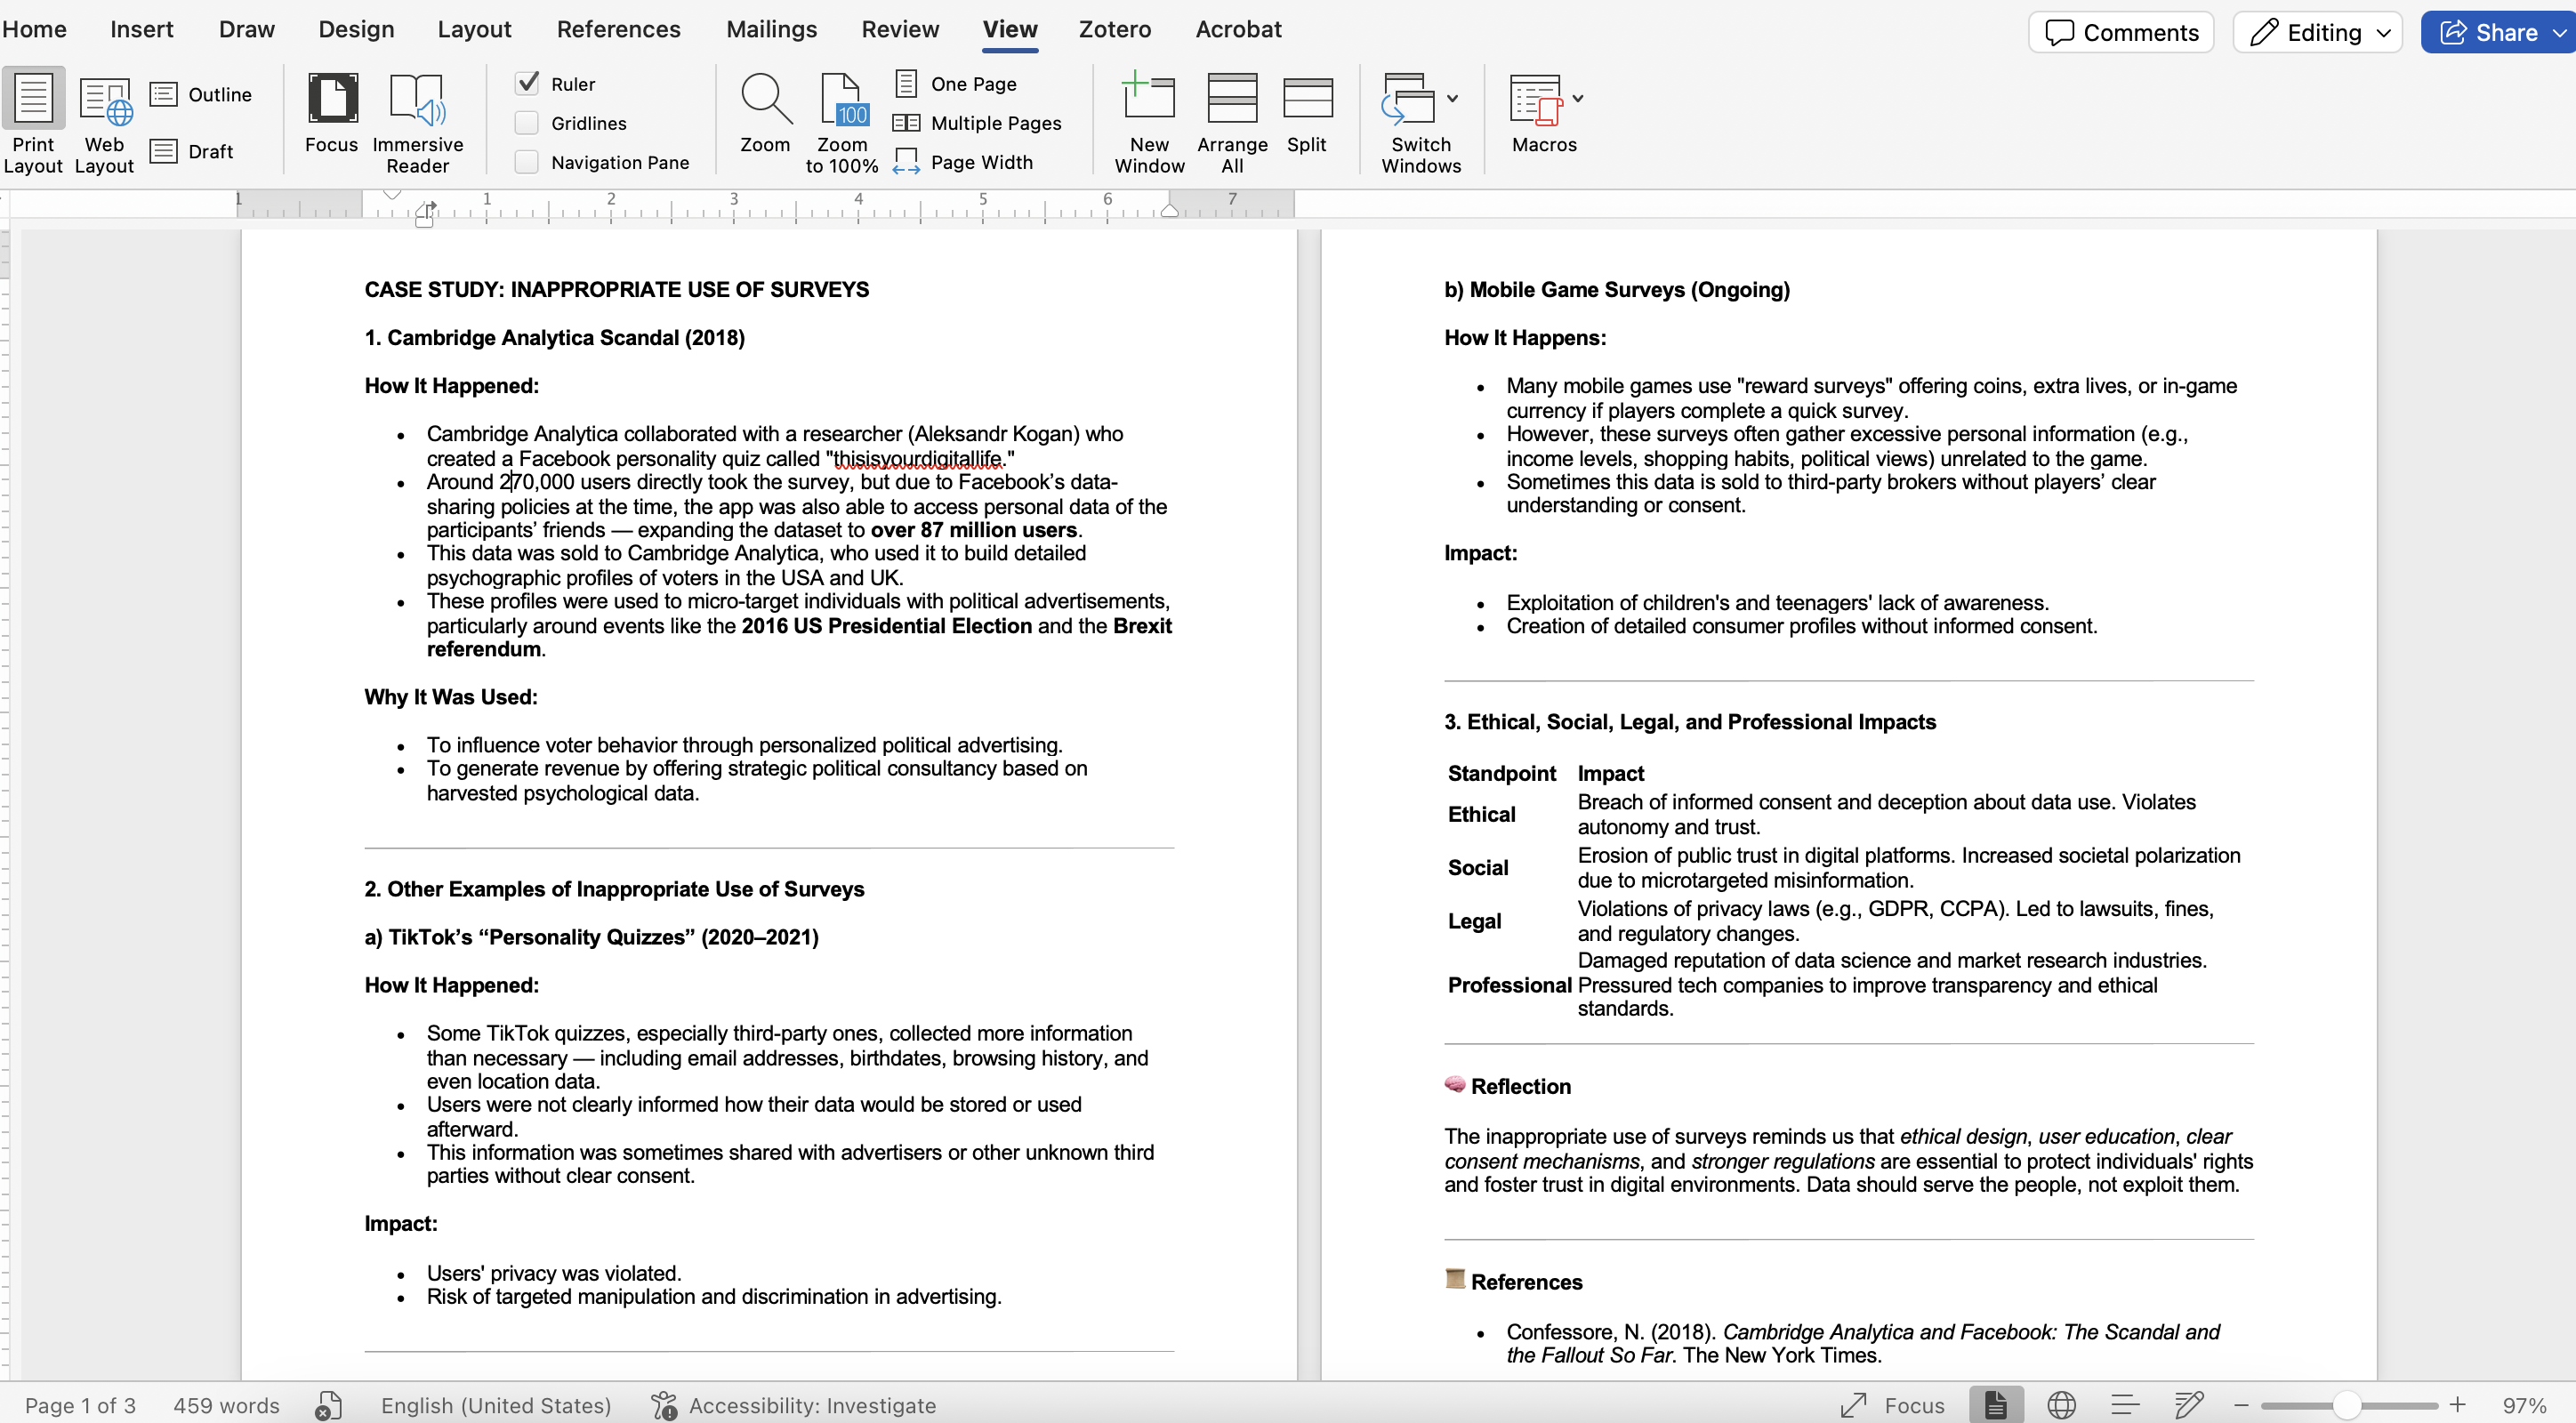 Home Insert Draw Design Layout References Mailings Review View Zotero Acrobat Comments Editing Share
Print Layout
Web Layout
Outline
Draft
Focus
Immersive Reader
Ruler
Gridlines
Navigation Pane
Zoom
100
Zoom to 100%
One Page
Multiple Pages
Page Width
New Window
Arrange All
Split
Switch Windows
Macros
1 1 2 3 4 5 6 7
CASE STUDY: INAPPROPRIATE USE OF SURVEYS
1. Cambridge Analytica Scandal (2018)
How It Happened:
• Cambridge Analytica collaborated with a researcher (Aleksandr Kogan) who
created a Facebook personality quiz called "thisisyourdigitallife."
• Around 270,000 users directly took the survey, but due to Facebook’s data-
sharing policies at the time, the app was also able to access personal data of the
participants’ friends — expanding the dataset to over 87 million users.
• This data was sold to Cambridge Analytica, who used it to build detailed
psychographic profiles of voters in the USA and UK.
• These profiles were used to micro-target individuals with political advertisements,
particularly around events like the 2016 US Presidential Election and the Brexit
referendum.
Why It Was Used:
• To influence voter behavior through personalized political advertising.
• To generate revenue by offering strategic political consultancy based on
harvested psychological data.
2. Other Examples of Inappropriate Use of Surveys
a) TikTok’s “Personality Quizzes” (2020–2021)
How It Happened:
• Some TikTok quizzes, especially third-party ones, collected more information
than necessary — including email addresses, birthdates, browsing history, and
even location data.
• Users were not clearly informed how their data would be stored or used
afterward.
• This information was sometimes shared with advertisers or other unknown third
parties without clear consent.
Impact:
• Users' privacy was violated.
• Risk of targeted manipulation and discrimination in advertising.
b) Mobile Game Surveys (Ongoing)
How It Happens:
• Many mobile games use "reward surveys" offering coins, extra lives, or in-game
currency if players complete a quick survey.
• However, these surveys often gather excessive personal information (e.g.,
income levels, shopping habits, political views) unrelated to the game.
• Sometimes this data is sold to third-party brokers without players’ clear
understanding or consent.
Impact:
• Exploitation of children's and teenagers' lack of awareness.
• Creation of detailed consumer profiles without informed consent.
3. Ethical, Social, Legal, and Professional Impacts
Standpoint Impact
Ethical Breach of informed consent and deception about data use. Violates
autonomy and trust.
Social Erosion of public trust in digital platforms. Increased societal polarization
due to microtargeted misinformation.
Legal Violations of privacy laws (e.g., GDPR, CCPA). Led to lawsuits, fines,
and regulatory changes.
Damaged reputation of data science and market research industries.
Professional Pressured tech companies to improve transparency and ethical
standards.
🧠 Reflection
The inappropriate use of surveys reminds us that ethical design, user education, clear
consent mechanisms, and stronger regulations are essential to protect individuals' rights
and foster trust in digital environments. Data should serve the people, not exploit them.
📜 References
• Confessore, N. (2018). Cambridge Analytica and Facebook: The Scandal and
the Fallout So Far. The New York Times.
Page 1 of 3 459 words English (United States) Accessibility: Investigate Focus 97%